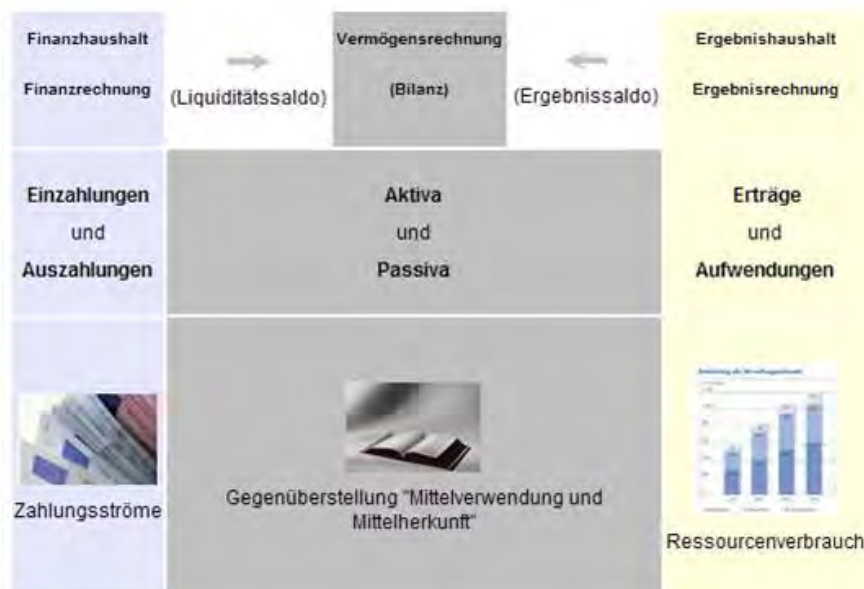 Finanzhaushalt
Finanzrechnung
(Liquiditätssaldo)
Vermögensrechnung
(Bilanz)
(Ergebnissaldo)
Ergebnishaushalt
Ergebnisrechnung
Einzahlungen
und
Auszahlungen
Aktiva
und
Passiva
Erträge
und
Aufwendungen
Zahlungsströme
Gegenüberstellung "Mittelverwendung und
Mittelherkunft"
Ressourcenverbrauch